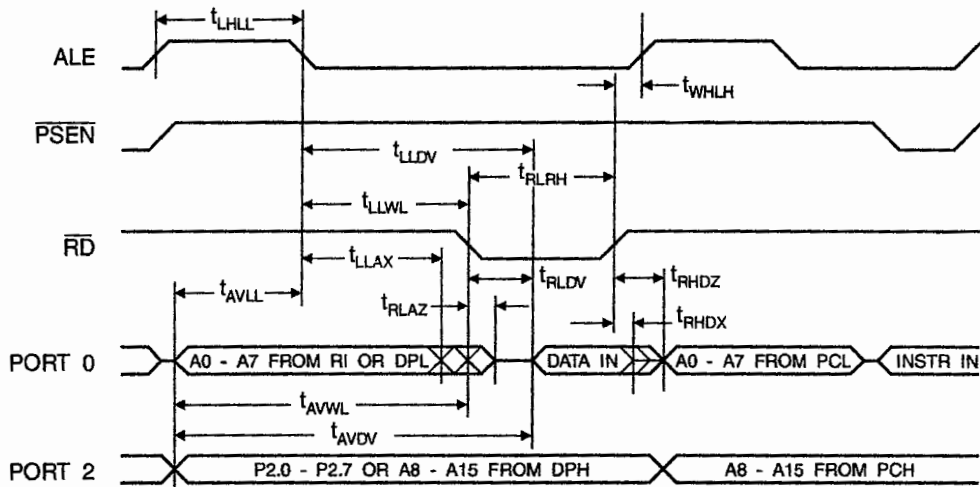 tLHLL
ALE
tWHLH
PSEN
tLLDV
tRLRH
tLLWL
RD
tLLAX
tRLDV
tRHDZ
tAVLL
tRLAZ
tRHDX
PORT 0
A0 - A7 FROM RI OR DPL
DATA IN
A0 - A7 FROM PCL
INSTR IN
tAVWL
tAVDV
PORT 2
P2.0 - P2.7 OR A8 - A15 FROM DPH
A8 - A15 FROM PCH